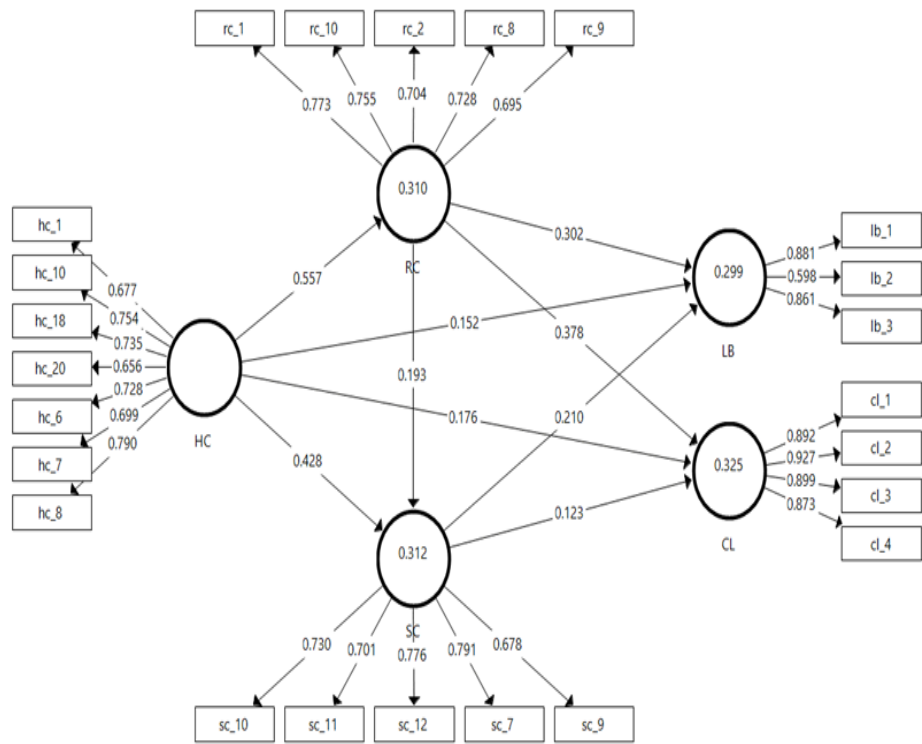 rc_1 rc_10 rc_2 rc_8 rc_9
0.773 0.755 0.704 0.728 0.695
0.310
RC
hc_1
hc_10
hc_18
hc_20
hc_6
hc_7
hc_8
0.677
0.754
0.735
0.656
0.728
0.699
0.790
HC
0.557
0.428
0.193
0.302
0.152
0.378
0.176
0.210
0.123
0.299
LB
0.881
0.598
0.861
lb_1
lb_2
lb_3
0.325
CL
0.892
0.927
0.899
0.873
cl_1
cl_2
cl_3
cl_4
0.312
SC
0.730 0.701 0.776 0.791 0.678
sc_10 sc_11 sc_12 sc_7 sc_9